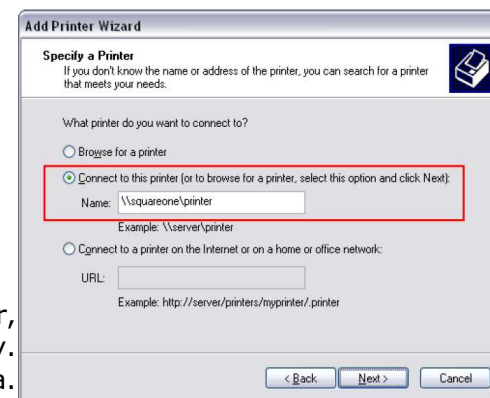 Add Printer Wizard
Specify a Printer
If you don't know the name or address of the printer, you can search for a printer
that meets your needs.
What printer do you want to connect to?
Browse for a printer
Connect to this printer (or to browse for a printer, select this option and click Next):
Name: \\squareone\printer
Example: \\server\printer
Connect to a printer on the Internet or on a home or office network:
URL:
Example: http://server/printers/myprinter/.printer
< Back Next > Cancel